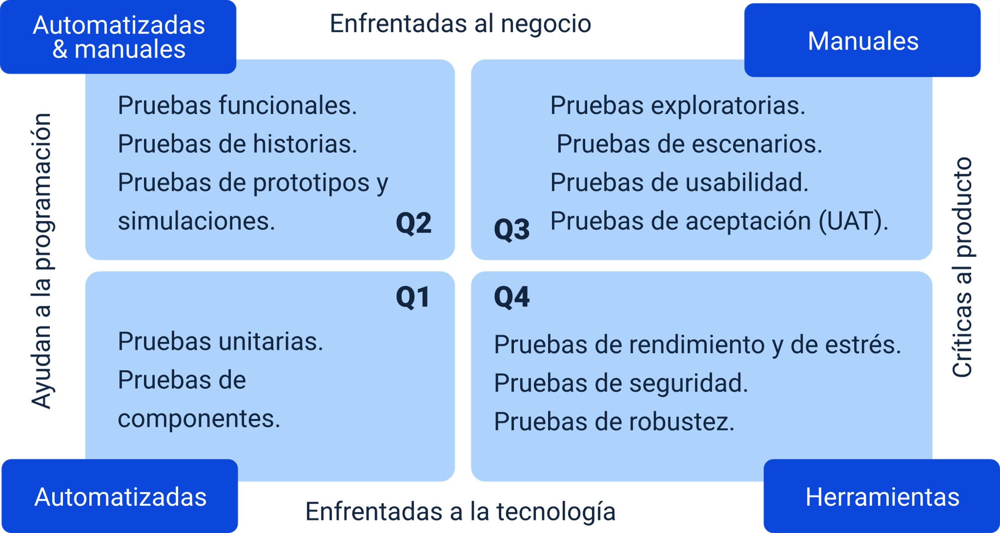 Automatizadas
& manuales
Enfrentadas al negocio
Manuales
Ayudan a la programación
Pruebas funcionales.
Pruebas de historias.
Pruebas de prototipos y
simulaciones.
Q2
Pruebas exploratorias.
Pruebas de escenarios.
Pruebas de usabilidad.
Pruebas de aceptación (UAT).
Q3
Críticas al producto
Q1
Pruebas unitarias.
Pruebas de
componentes.
Q4
Pruebas de rendimiento y de estrés.
Pruebas de seguridad.
Pruebas de robustez.
Automatizadas
Enfrentadas a la tecnología
Herramientas